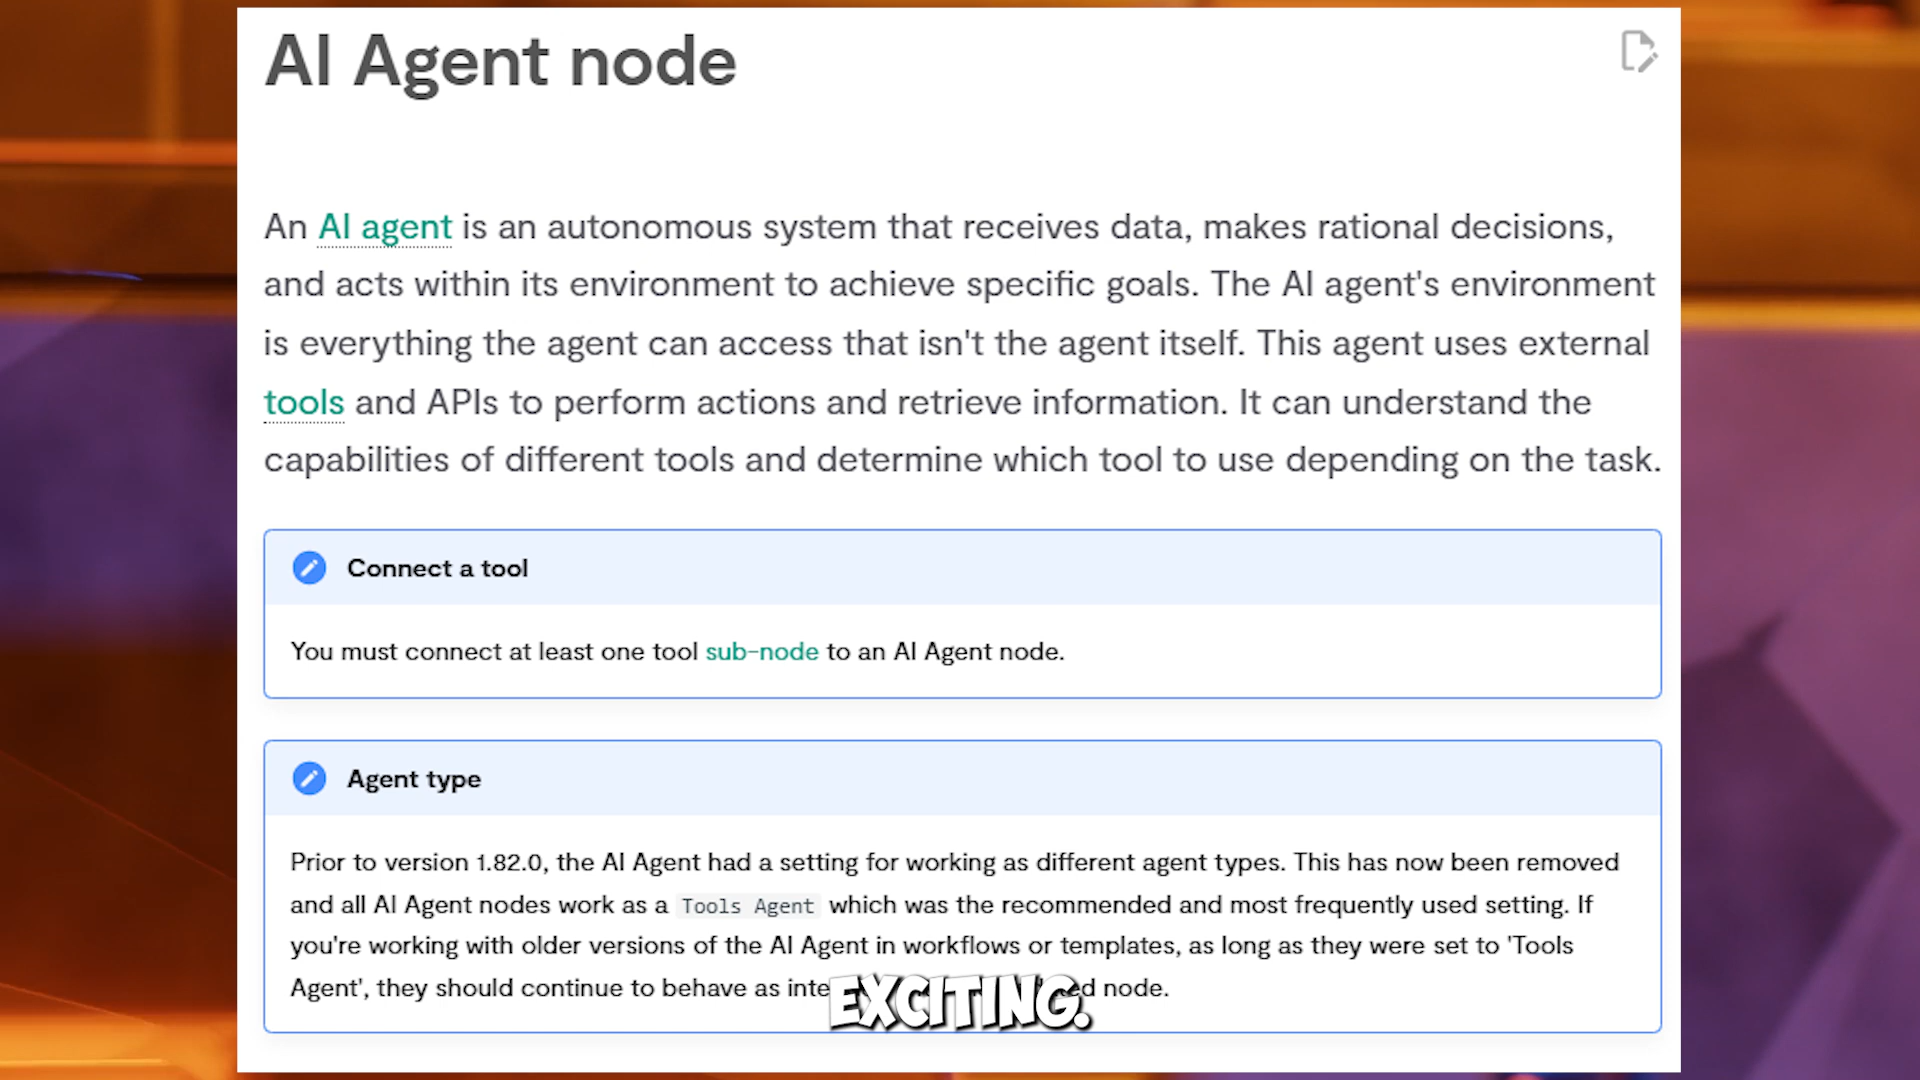 AI Agent node
An AI agent is an autonomous system that receives data, makes rational decisions,
and acts within its environment to achieve specific goals. The AI agent's environment
is everything the agent can access that isn't the agent itself. This agent uses external
tools and APIs to perform actions and retrieve information. It can understand the
capabilities of different tools and determine which tool to use depending on the task.
Connect a tool
You must connect at least one tool sub-node to an AI Agent node.
Agent type
Prior to version 1.82.0, the AI Agent had a setting for working as different agent types. This has now been removed
and all AI Agent nodes work as a Tools Agent which was the recommended and most frequently used setting. If
you're working with older versions of the AI Agent in workflows or templates, as long as they were set to 'Tools
Agent', they should continue to behave as node.
EXCITING.